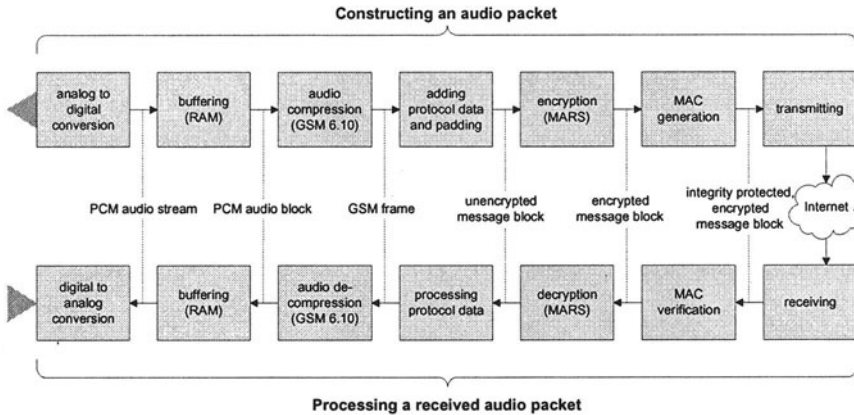 Constructing an audio packet
analog to
digital
conversion
buffering
(RAM)
audio
compression
(GSM 6.10)
adding
protocol data
and padding
encryption
(MARS)
MAC
generation
transmitting
PCM audio stream
PCM audio block
GSM frame
unencrypted
message block
encrypted
message block
integrity protected,
encrypted
message block
Internet
digital to
analog
conversion
buffering
(RAM)
audio de-
compression
(GSM 6.10)
processing
protocol data
decryption
(MARS)
MAC
verification
receiving
Processing a received audio packet